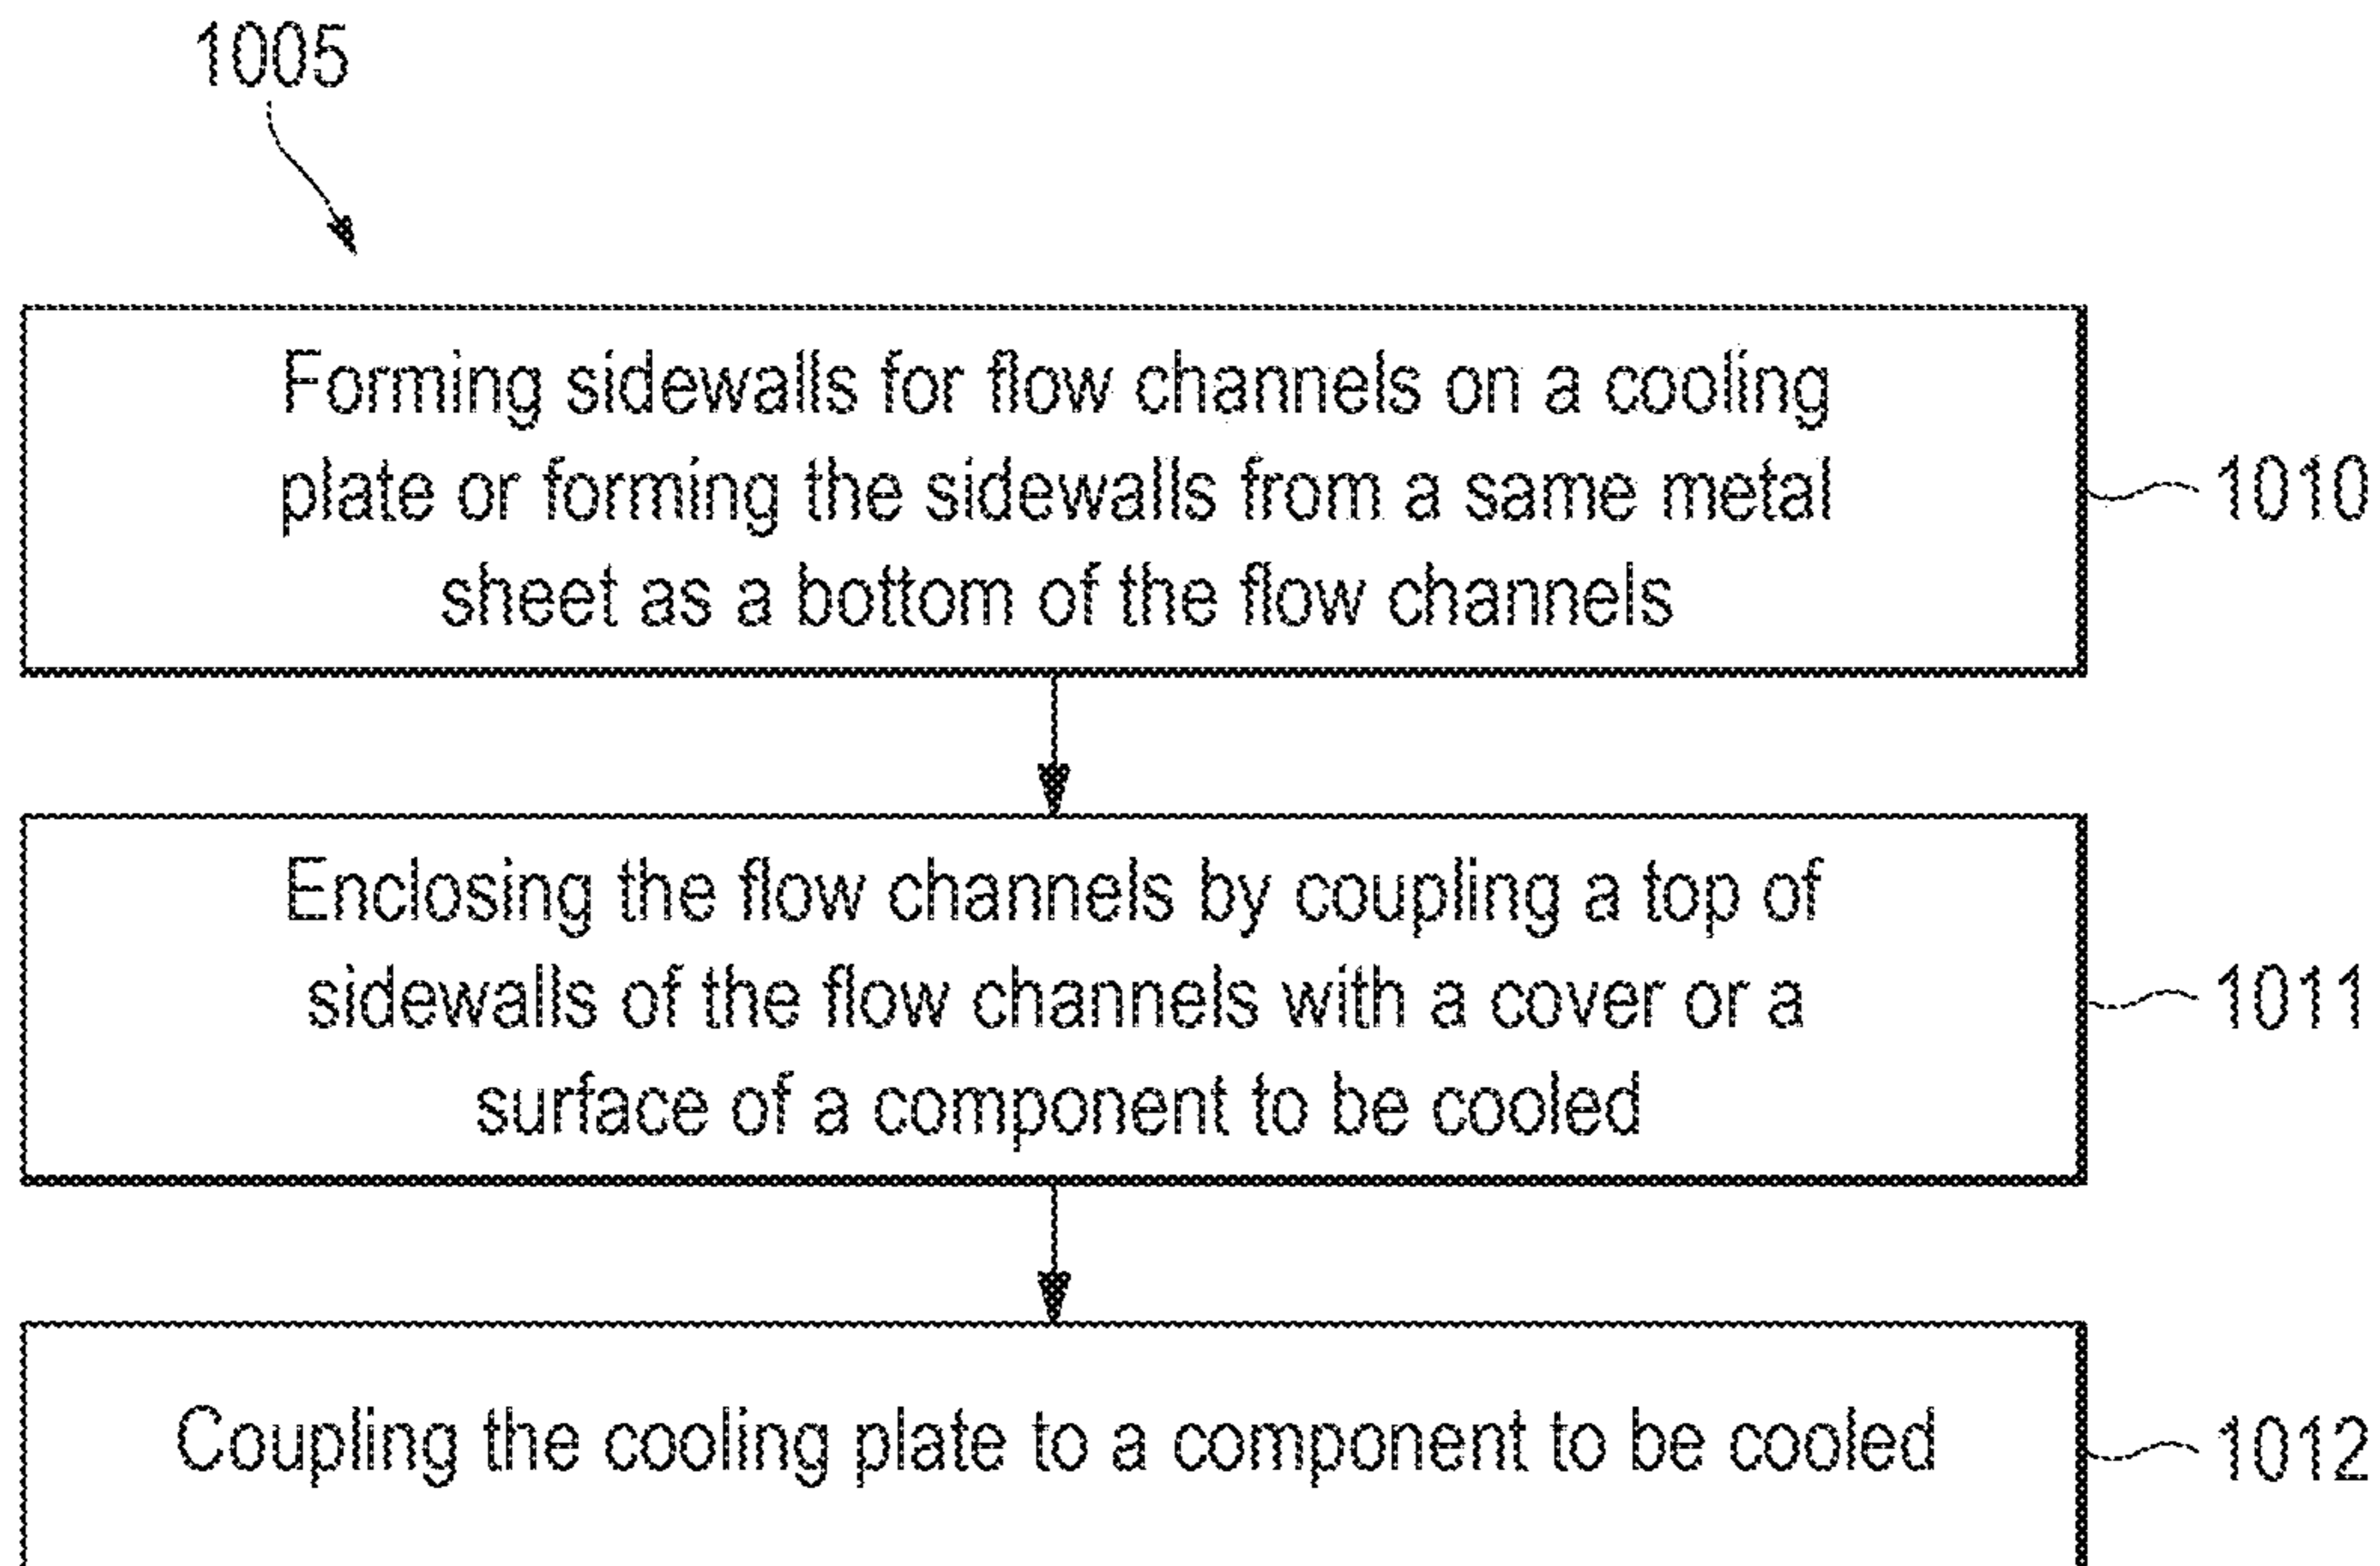 1005
Forming sidewalls for flow channels on a cooling
plate or forming the sidewalls from a same metal
sheet as a bottom of the flow channels
1010
Enclosing the flow channels by coupling a top of
sidewalls of the flow channels with a cover or a
surface of a component to be cooled
1011
Coupling the cooling plate to a component to be cooled
1012